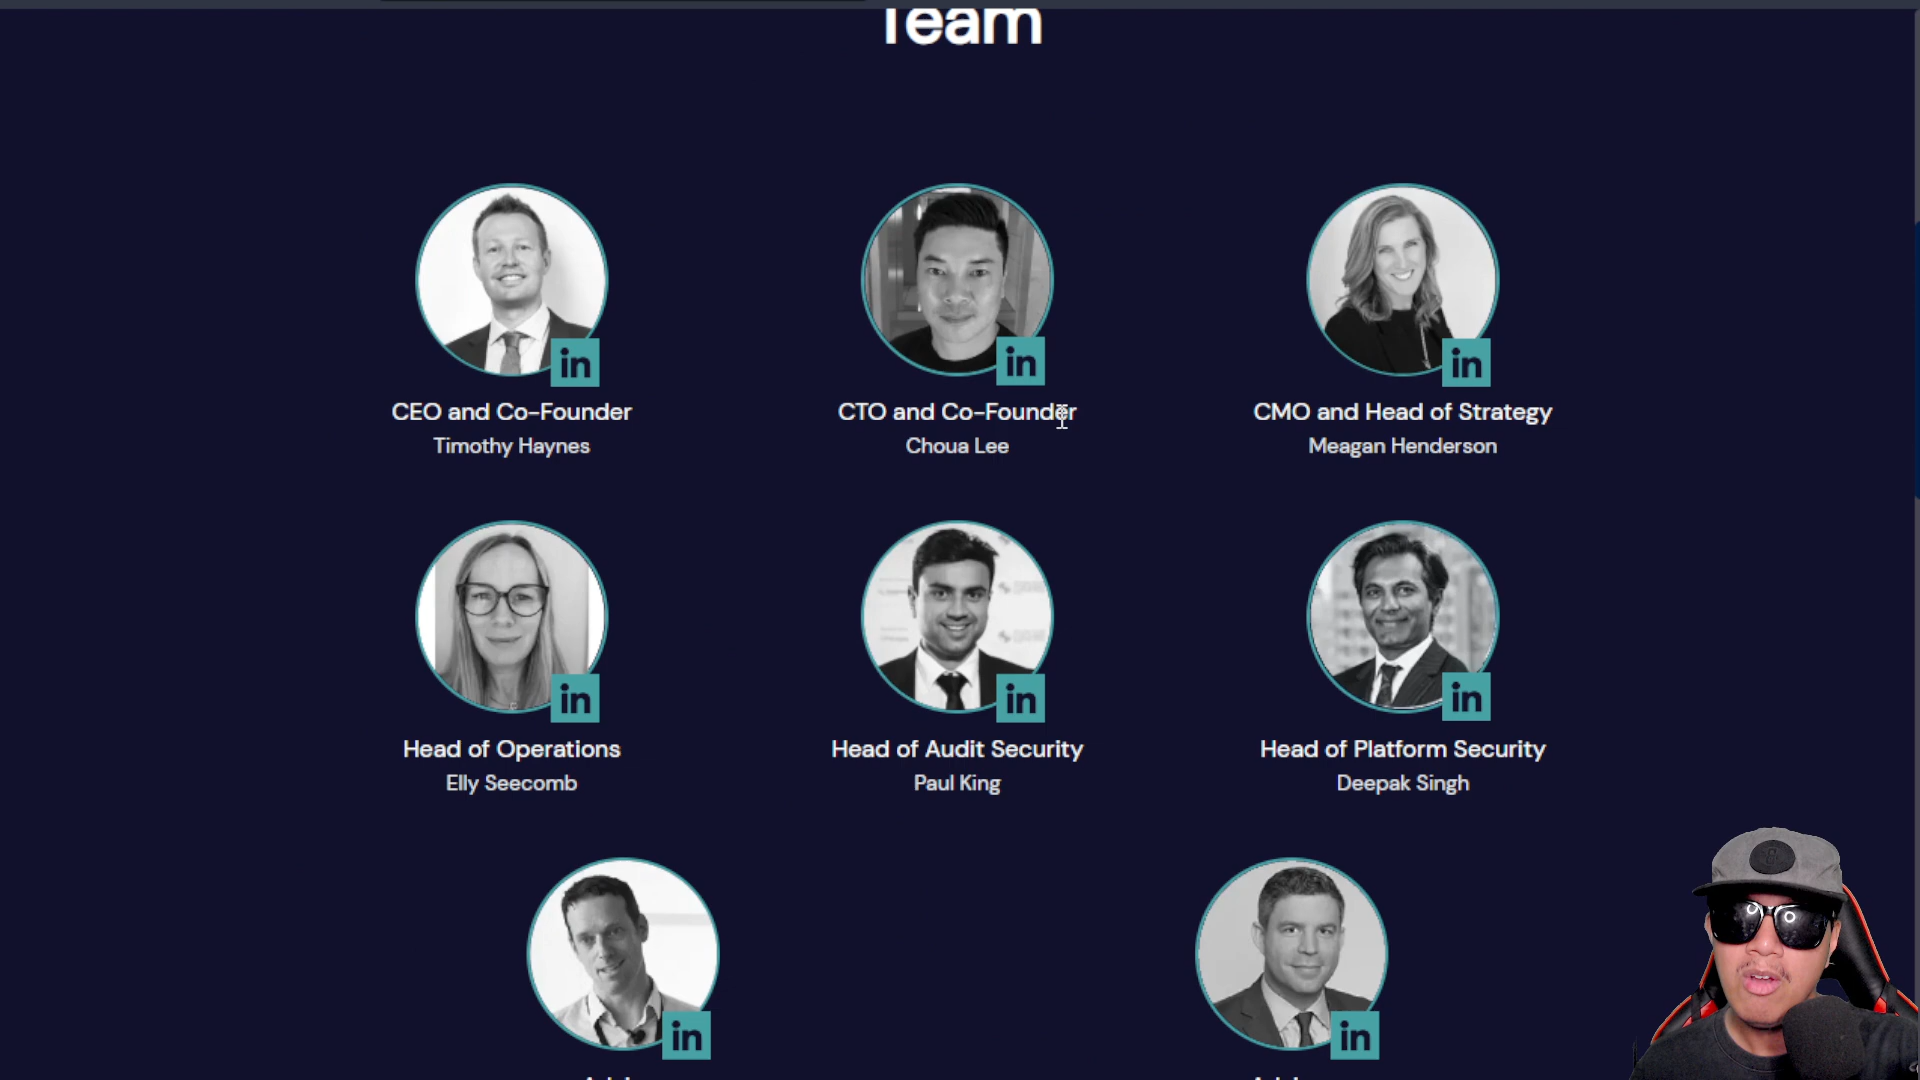 Team
in
in
in
CEO and Co-Founder
CTO and Co-Founder
CMO and Head of Strategy
Timothy Haynes
Choua Lee
Meagan Henderson
in
in
in
Head of Operations
Head of Audit Security
Head of Platform Security
Elly Seecomb
Paul King
Deepak Singh
in
in